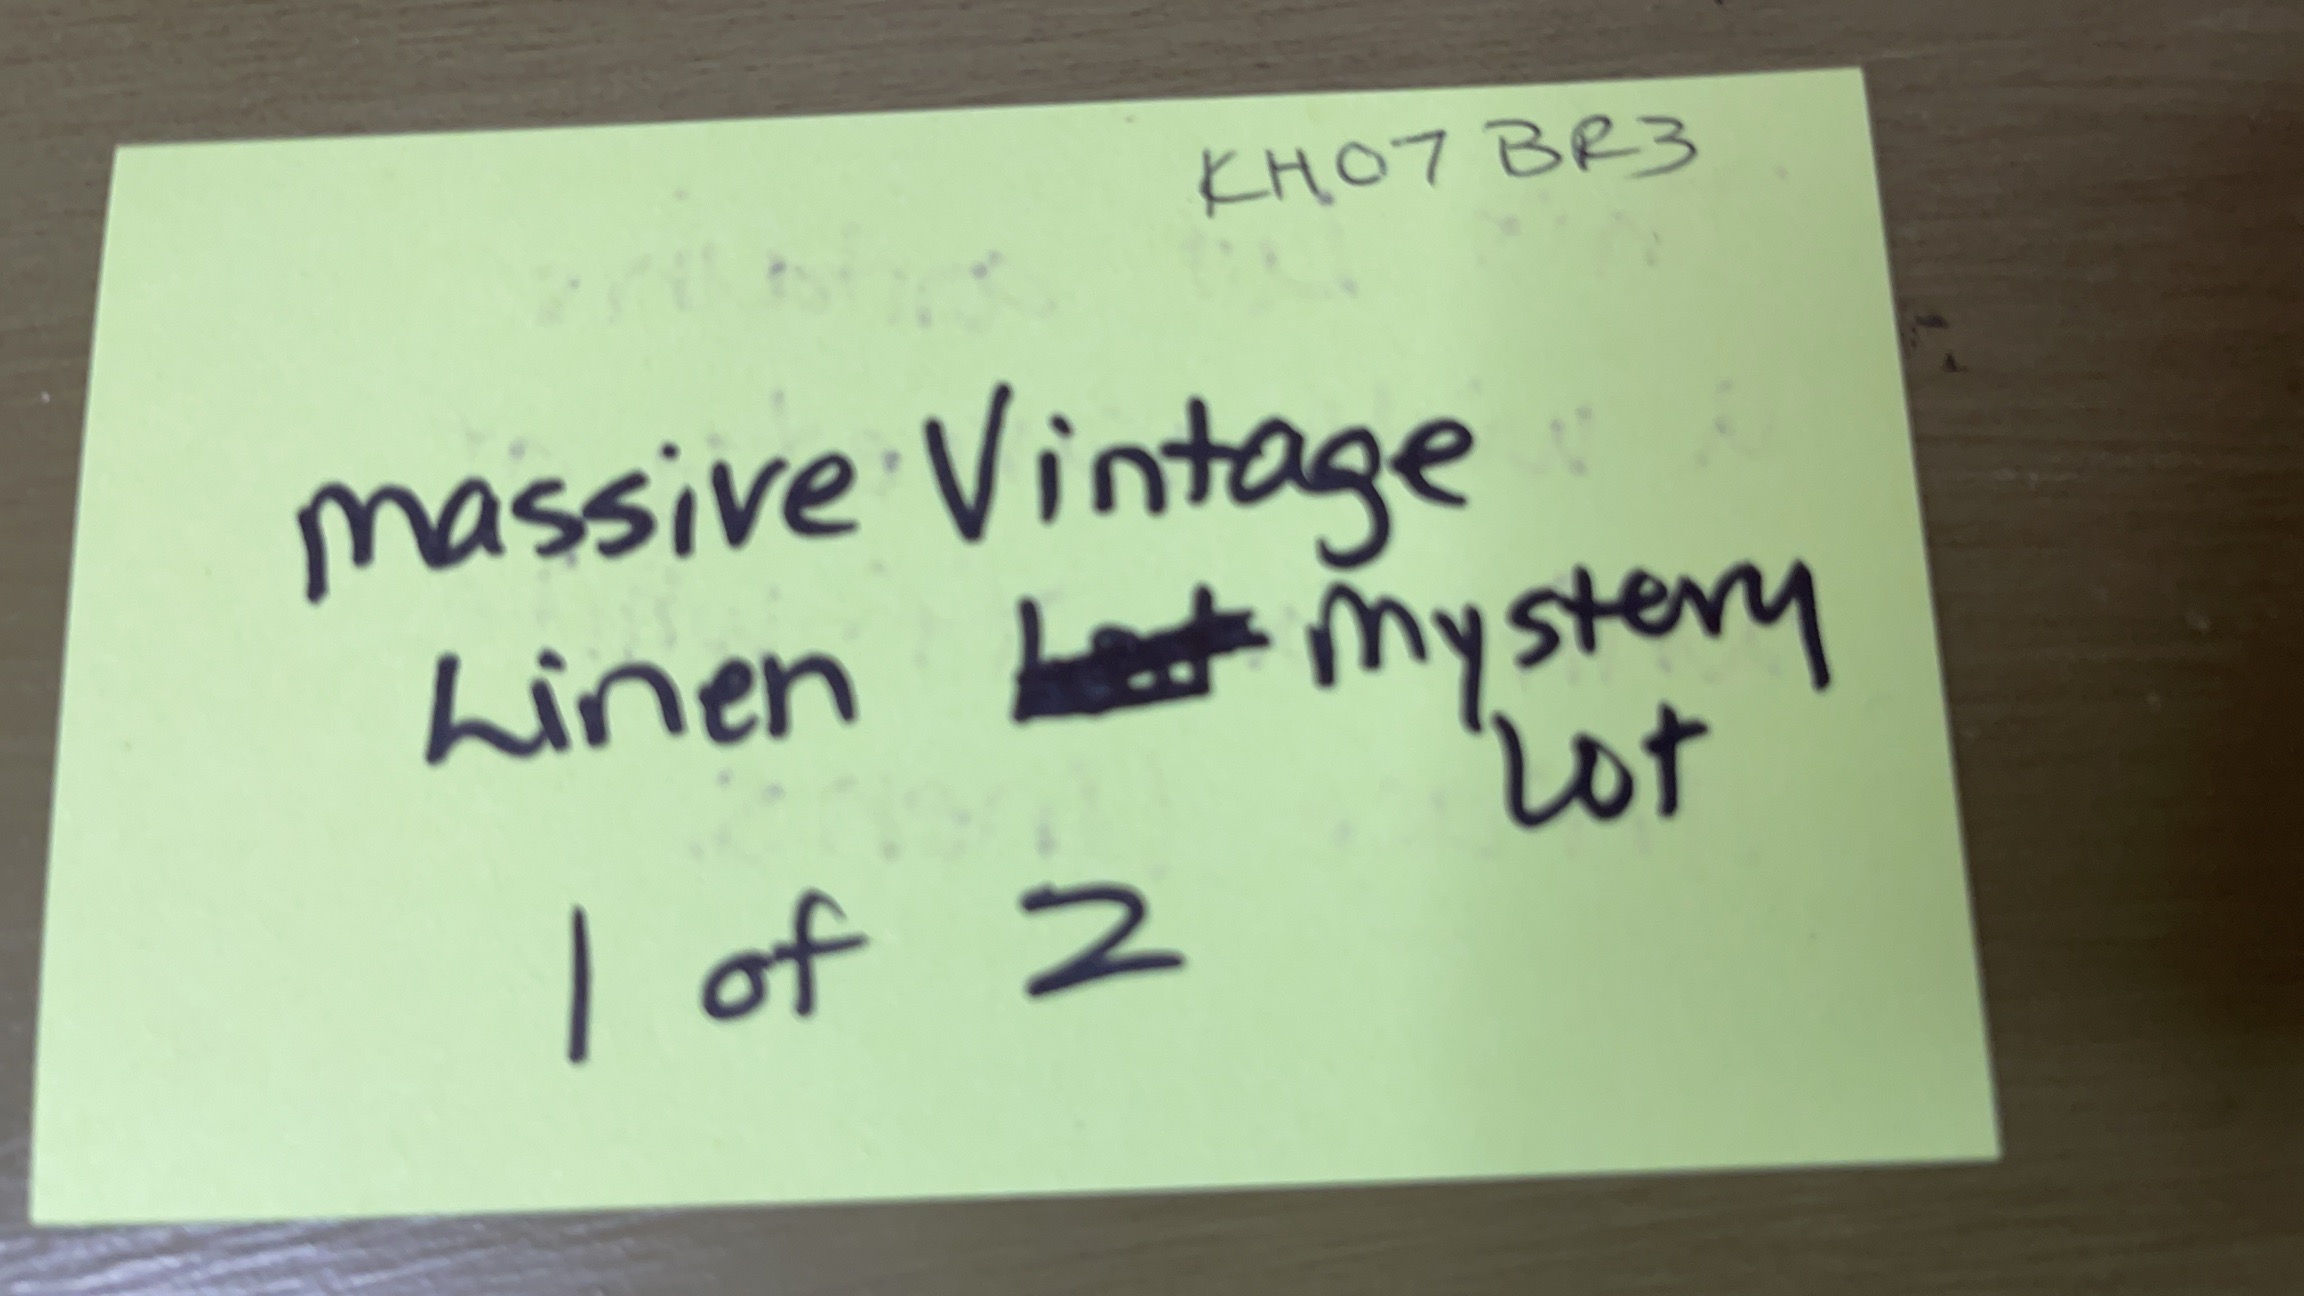 KH07 BR3
massive Vintage
Linen Mystery
Lot
1 of 2